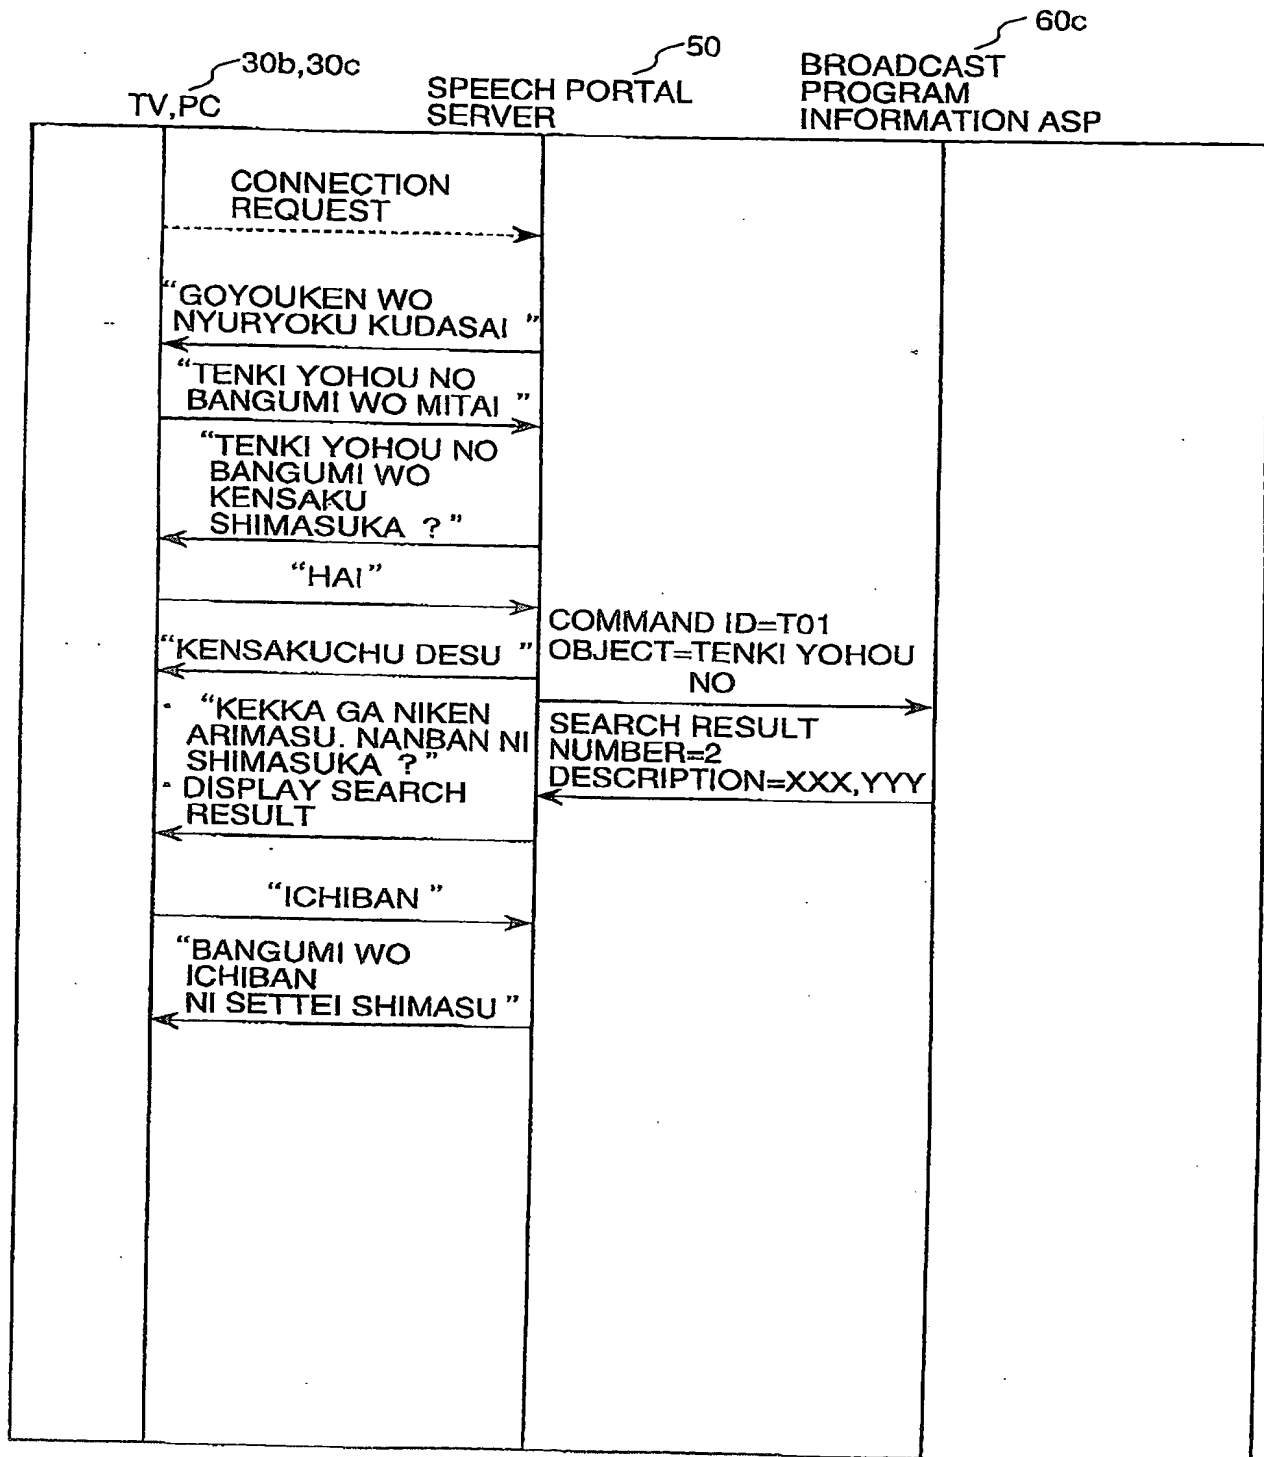 60c
50
30b,30c
BROADCAST
PROGRAM
INFORMATION ASP
SPEECH PORTAL
SERVER
TV,PC
CONNECTION
REQUEST
“GOYOUKEN WO
NYURYOKU KUDASAI ”
“TENKI YOHOU NO
BANGUMI WO MITAI ”
“TENKI YOHOU NO
BANGUMI WO
KENSAKU
SHIMASUKA ?”
“HAI”
COMMAND ID=T01
OBJECT=TENKI YOHOU
NO
“KENSAKUCHU DESU ”
SEARCH RESULT
NUMBER=2
DESCRIPTION=XXX,YYY
- “KEKKA GA NIKEN
ARIMASU. NANBAN NI
SHIMASUKA ?”
- DISPLAY SEARCH
RESULT
“ICHIBAN ”
“BANGUMI WO
ICHIBAN
NI SETTEI SHIMASU ”